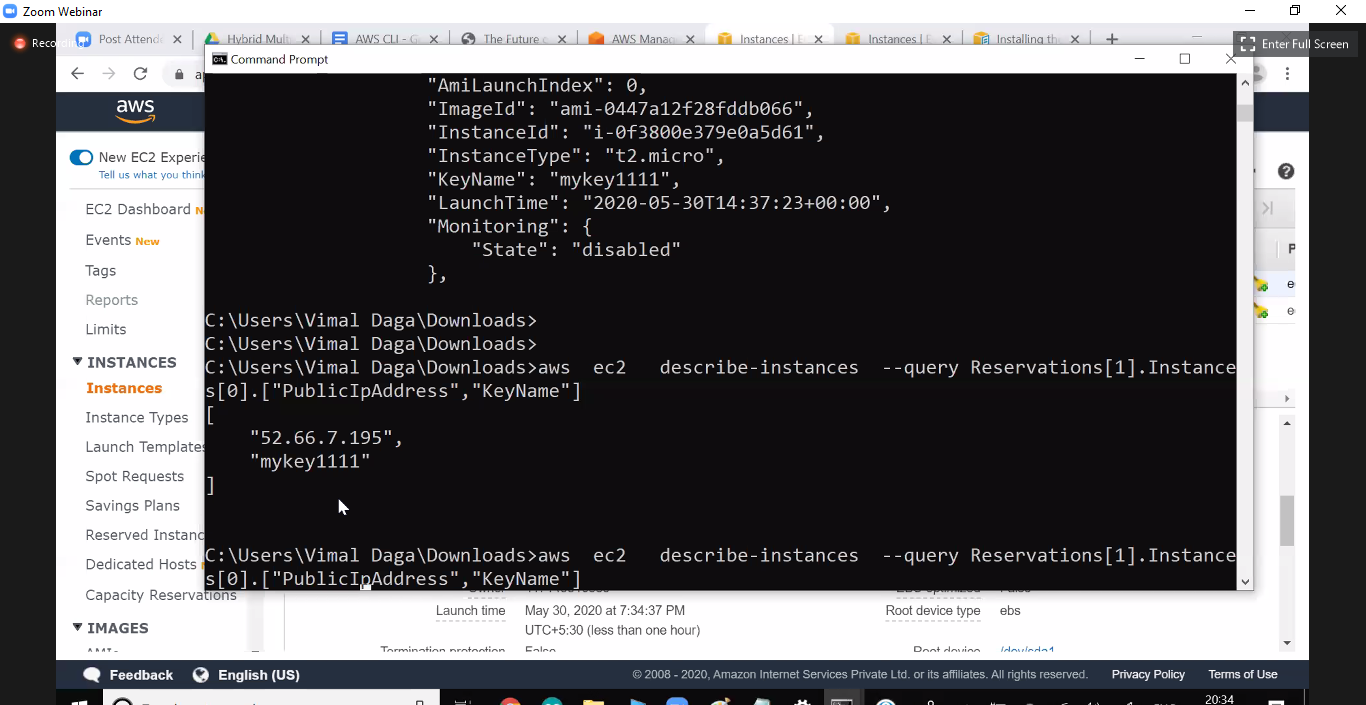 Zoom Webinar
Recording
Post Attend
Hybrid Mult
AWS CLI - G
The Future o
AWS Manag
Instances | E
Instances | E
Installing th
Enter Full Screen
Command Prompt
aws
New EC2 Experie
Tell us what you think
EC2 Dashboard
Events New
Tags
Reports
Limits
INSTANCES
Instances
Instance Types
Launch Templates
Spot Requests
Savings Plans
Reserved Instanc
Dedicated Hosts
Capacity Reservations
IMAGES
AMIs
"AmiLaunchIndex": 0,
"ImageId": "ami-0447a12f28fddb066",
"InstanceId": "i-0f3800e379e0a5d61",
"InstanceType": "t2.micro",
"KeyName": "mykey1111",
"LaunchTime": "2020-05-30T14:37:23+00:00",
"Monitoring": {
"State": "disabled"
},
C:\Users\Vimal Daga\Downloads>
C:\Users\Vimal Daga\Downloads>
C:\Users\Vimal Daga\Downloads>aws ec2 describe-instances --query Reservations[1].Instance
s[0].["PublicIpAddress","KeyName"]
[
"52.66.7.195",
"mykey1111"
]
C:\Users\Vimal Daga\Downloads>aws ec2 describe-instances --query Reservations[1].Instance
s[0].["PublicIpAddress","KeyName"]
Launch time May 30, 2020 at 7:34:37 PM Root device type ebs
UTC+5:30 (less than one hour)
Termination protection False Root device /dev/sda1
Feedback English (US) © 2008 - 2020, Amazon Internet Services Private Ltd. or its affiliates. All rights reserved. Privacy Policy Terms of Use
20:34